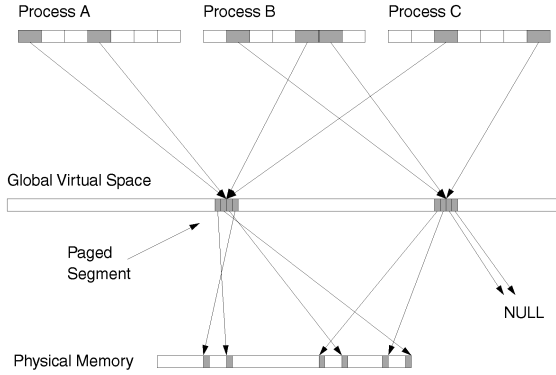 Process A
Process B
Process C
Global Virtual Space
Paged
Segment
NULL
Physical Memory